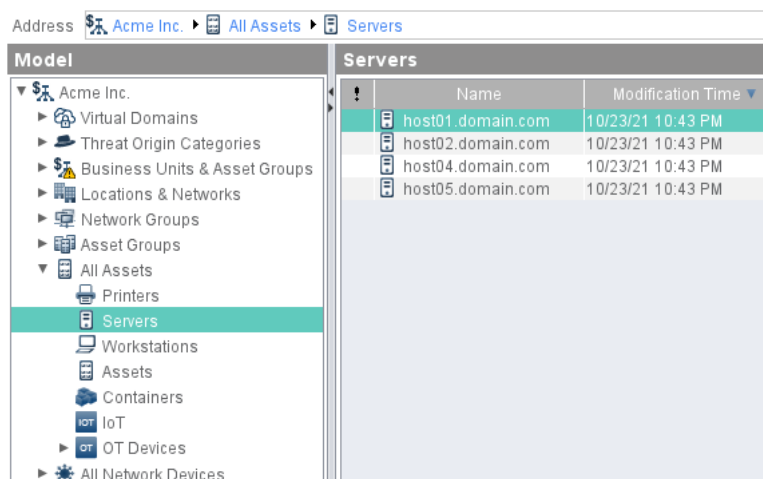 Address Acme Inc. All Assets Servers
Model
Acme Inc.
Virtual Domains
Threat Origin Categories
Business Units & Asset Groups
Locations & Networks
Network Groups
Asset Groups
All Assets
Printers
Servers
Workstations
Assets
Containers
IOT IoT
OT OT Devices
All Network Devices
Servers
! Name Modification Time
host01.domain.com 10/23/21 10:43 PM
host02.domain.com 10/23/21 10:43 PM
host04.domain.com 10/23/21 10:43 PM
host05.domain.com 10/23/21 10:43 PM